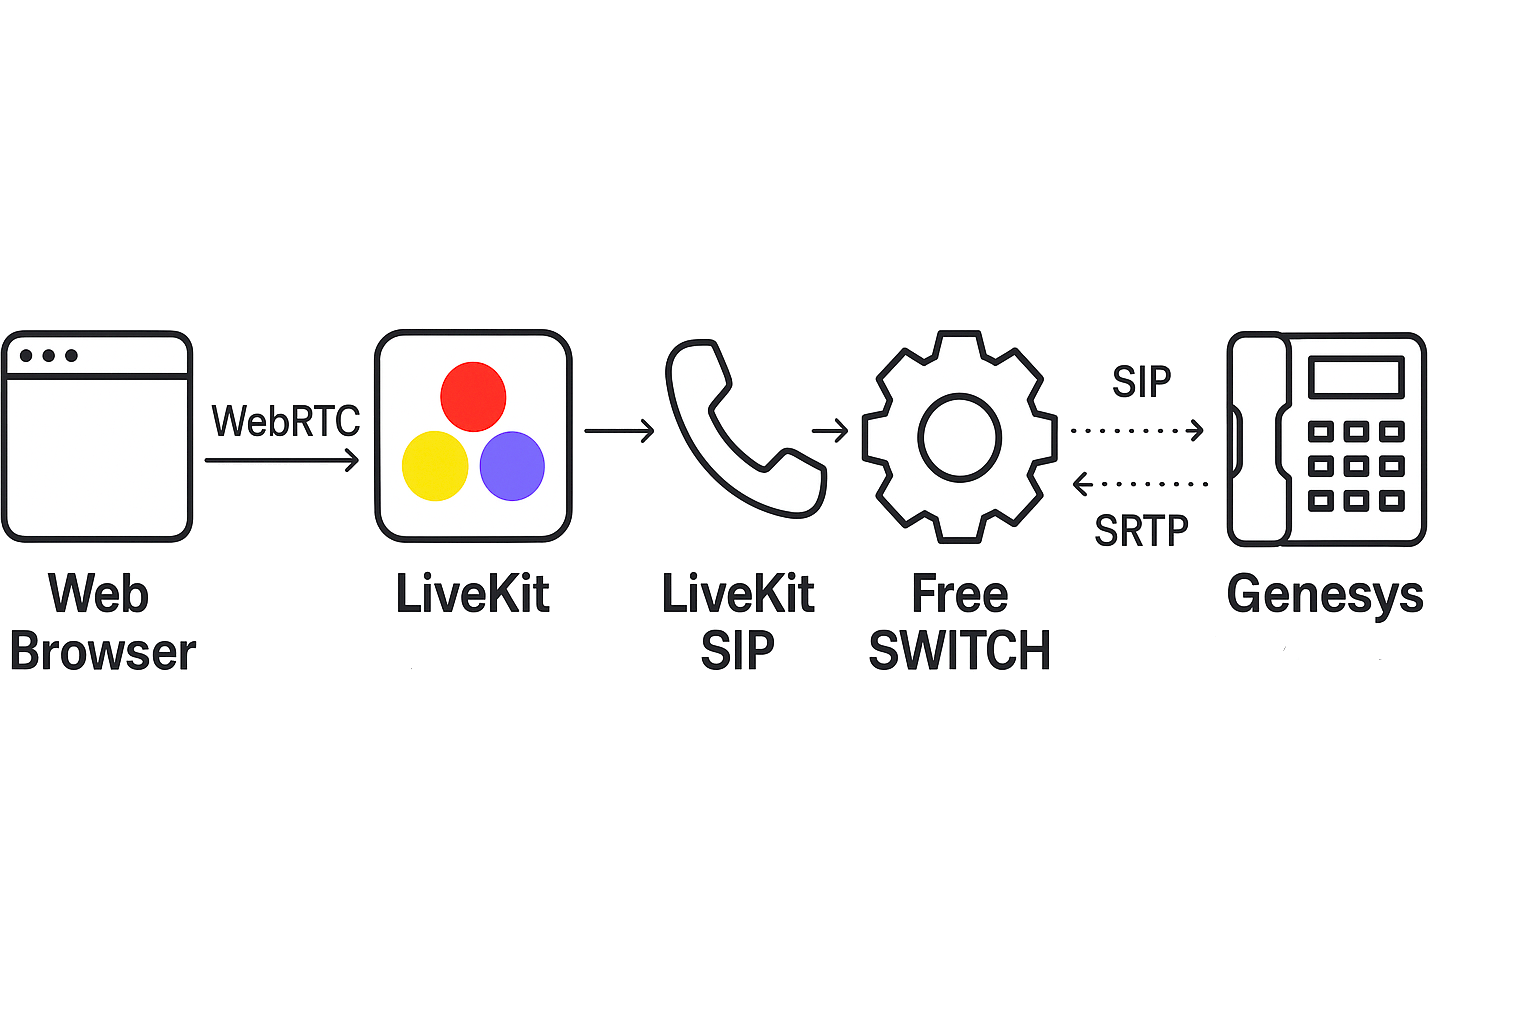 WebRTC
SIP
SRTP
Web
Browser
LiveKit
LiveKit
SIP
Free
SWITCH
Genesys